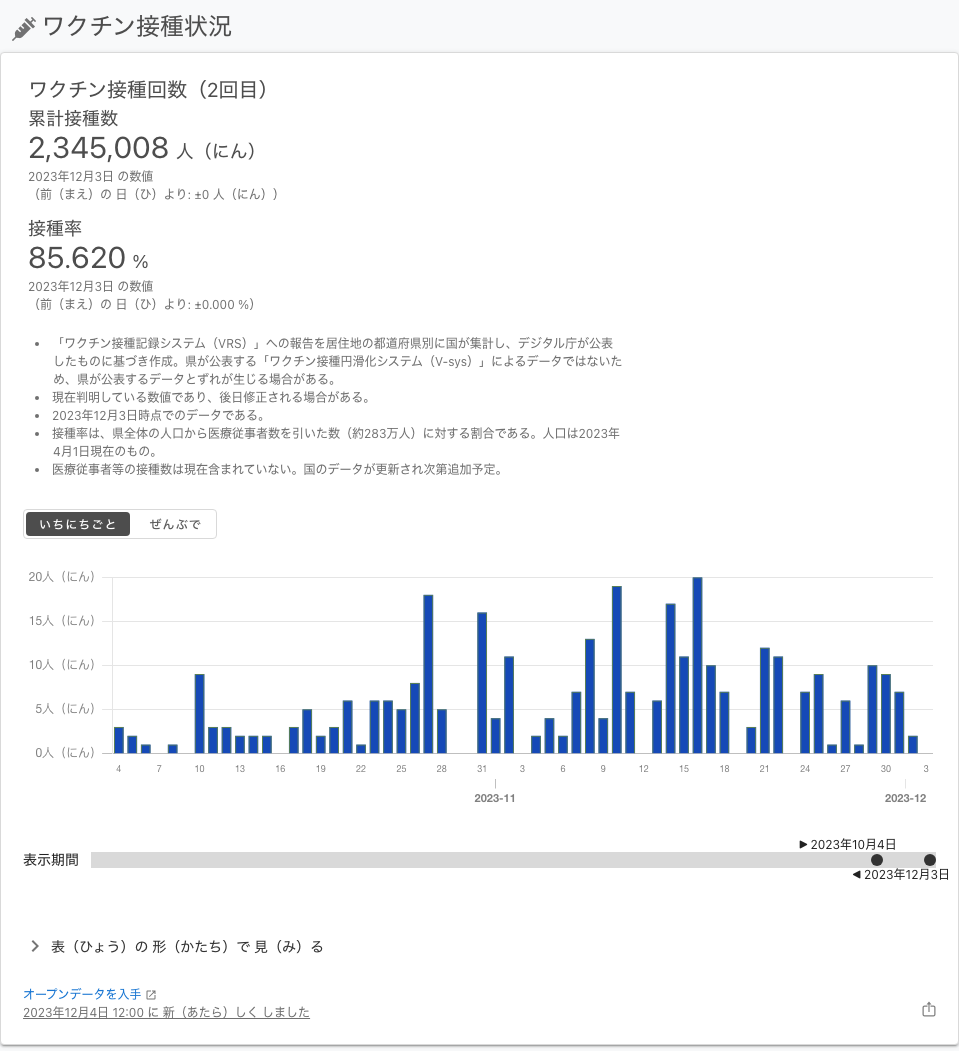 ワクチン接種状況
ワクチン接種回数（2回目）
累計接種数
2,345,008 人（にん）
2023年12月3日 の数値
（前（まえ）の 日（ひ）より: ±0 人（にん））
接種率
85.620 %
2023年12月3日 の数値
（前（まえ）の 日（ひ）より: ±0.000 %）
• 「ワクチン接種記録システム（VRS）」への報告を居住地の都道府県別に国が集計し、デジタル庁が公表
したものに基づき作成。県が公表する「ワクチン接種円滑化システム（V-sys）」によるデータではないた
め、県が公表するデータとずれが生じる場合がある。
• 現在判明している数値であり、後日修正される場合がある。
• 2023年12月3日時点でのデータである。
• 接種率は、県全体の人口から医療従事者数を引いた数（約283万人）に対する割合である。人口は2023年
4月1日現在のもの。
• 医療従事者等の接種数は現在含まれていない。国のデータが更新され次第追加予定。
いちにちごと ぜんぶで
20人（にん）
15人（にん）
10人（にん）
5人（にん）
0人（にん）
4 7 10 13 16 19 22 25 28 31 3 6 9 12 15 18 21 24 27 30 3
2023-11 2023-12
▶ 2023年10月4日
表示期間
◀ 2023年12月3日
表（ひょう）の 形（かたち）で 見（み）る
オープンデータを入手
2023年12月4日 12:00 に 新（あたら）しく しました